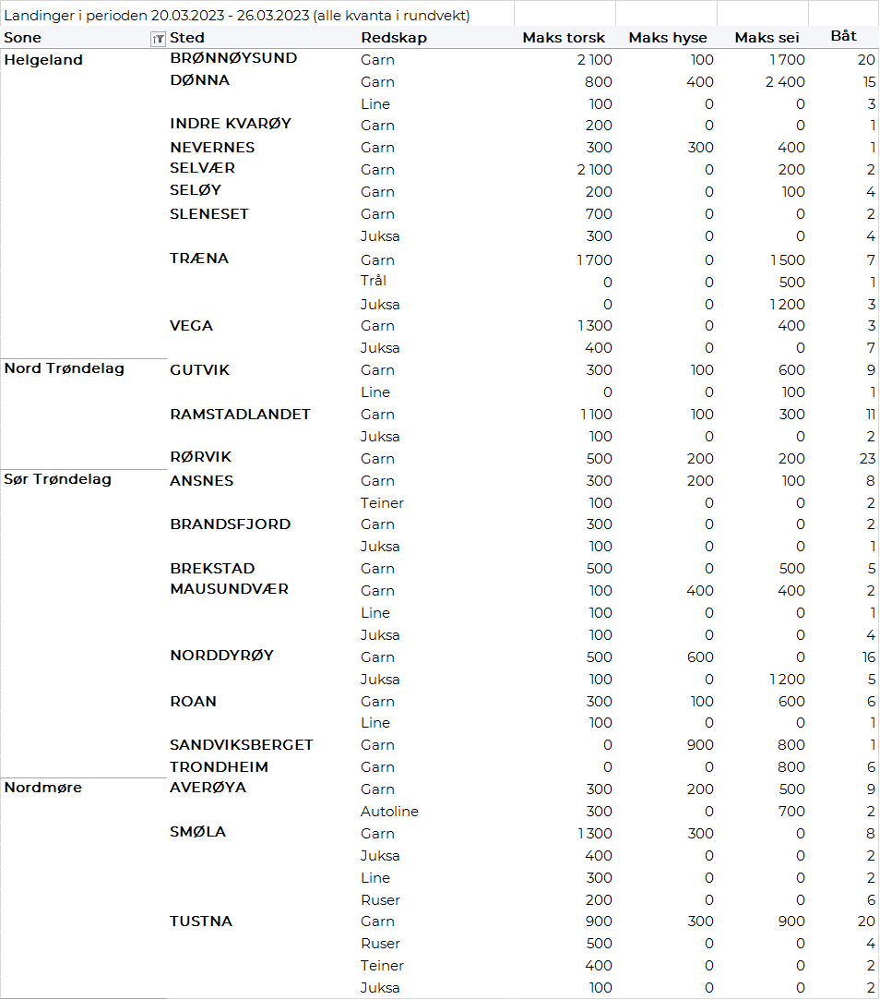 Landinger i perioden 20.03.2023 - 26.03.2023 (alle kvanta i rundvekt)
Sone Sted Redskap Maks torsk Maks hyse Maks sei Båt
Helgeland BRØNNØYSUND Garn 2 100 100 1 700 20
DØNNA Garn 800 400 2 400 15
Line 100 0 0 3
INDRE KVARØY Garn 200 0 0 1
NEVERNES Garn 300 300 400 1
SELVÆR Garn 2 100 0 200 2
SELØY Garn 200 0 100 4
SLENESET Garn 700 0 0 2
Juksa 300 0 0 4
TRÆNA Garn 1 700 0 1 500 7
Trål 0 0 500 1
Juksa 0 0 1 200 3
VEGA Garn 1 300 0 400 3
Juksa 400 0 0 7
Nord Trøndelag GUTVIK Garn 300 100 600 9
Line 0 0 100 1
RAMSTADLANDET Garn 1 100 100 300 11
Juksa 100 0 0 2
RØRVIK Garn 500 200 200 23
Sør Trøndelag ANSNES Garn 300 200 100 8
Teiner 100 0 0 2
BRANDSFJORD Garn 300 0 0 2
Juksa 100 0 0 1
BREKSTAD Garn 500 0 500 5
MAUSUNDVÆR Garn 100 400 400 2
Line 100 0 0 1
Juksa 100 0 0 4
NORDDYRØY Garn 500 600 0 16
Juksa 100 0 1 200 5
ROAN Garn 300 100 600 6
Line 100 0 0 1
SANDVIKSBERGET Garn 0 900 800 1
TRONDHEIM Garn 0 0 800 6
Nordmøre AVERØYA Garn 300 200 500 9
Autoline 300 0 700 2
SMØLA Garn 1 300 300 0 8
Juksa 400 0 0 2
Line 300 0 0 2
Ruser 200 0 0 6
TUSTNA Garn 900 300 900 20
Ruser 500 0 0 4
Teiner 400 0 0 2
Juksa 100 0 0 2